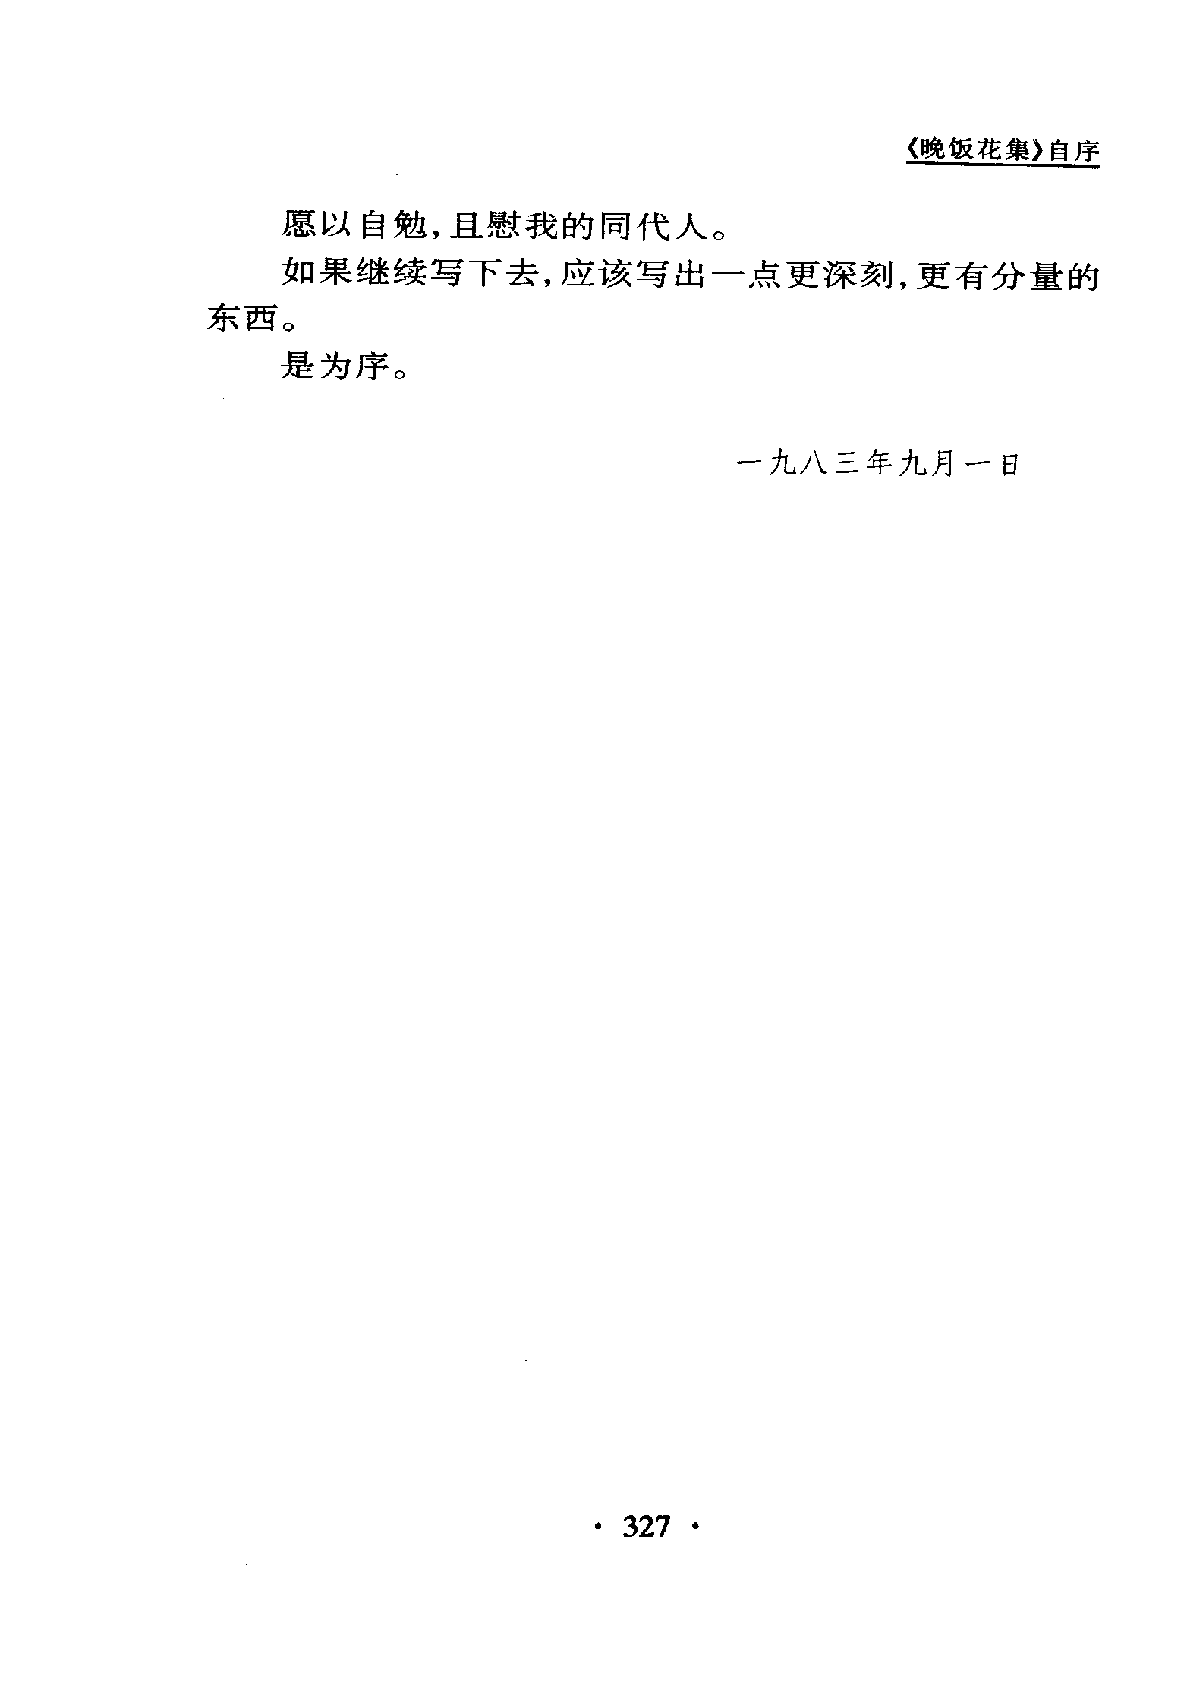 《晚饭花集》自序
愿以自勉,且慰我的同代人。
如果继续写下去,应该写出一点更深刻,更有分量的
东西。
是为序。
一九八三年九月一日
· 327 ·